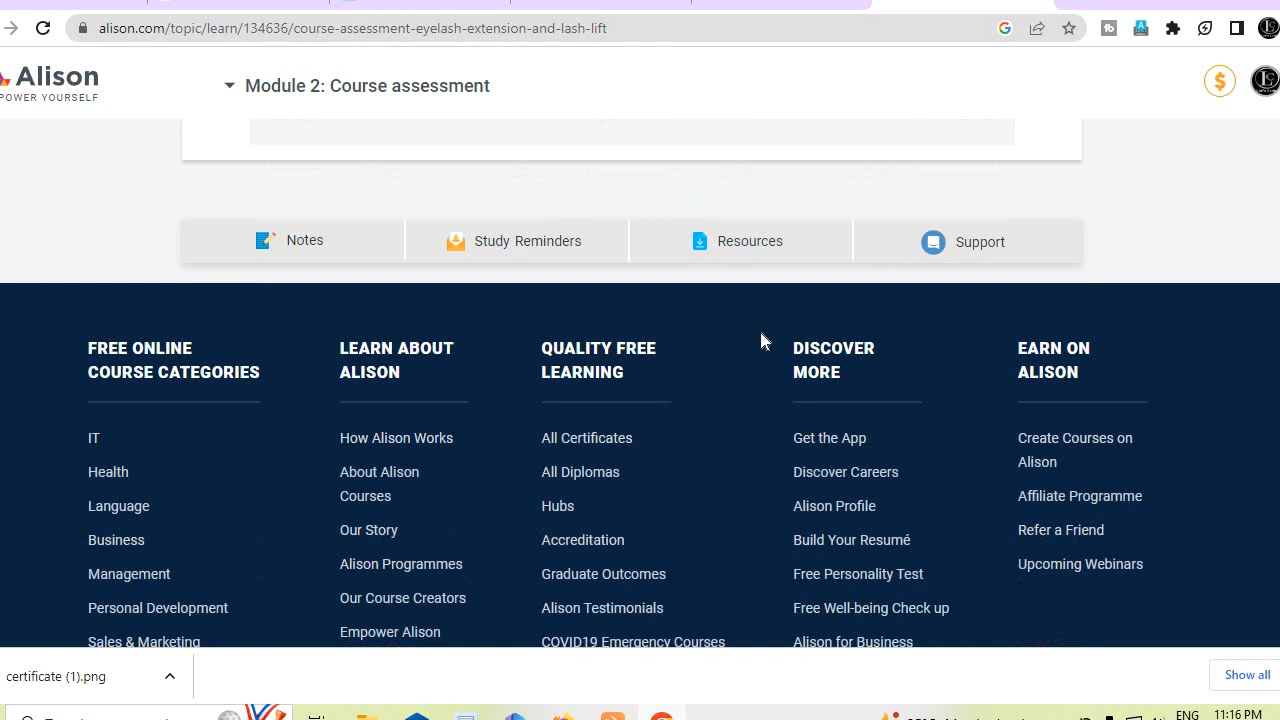 alison.com/topic/learn/134636/course-assessment-eyelash-extension-and-lash-lift
Alison
POWER YOURSELF
Module 2: Course assessment
Notes
Study Reminders
Resources
Support
FREE ONLINE
COURSE CATEGORIES
IT
Health
Language
Business
Management
Personal Development
Sales & Marketing
LEARN ABOUT
ALISON
How Alison Works
About Alison
Courses
Our Story
Alison Programmes
Our Course Creators
Empower Alison
QUALITY FREE
LEARNING
All Certificates
All Diplomas
Hubs
Accreditation
Graduate Outcomes
Alison Testimonials
COVID19 Emergency Courses
DISCOVER
MORE
Get the App
Discover Careers
Alison Profile
Build Your Resumé
Free Personality Test
Free Well-being Check up
Alison for Business
EARN ON
ALISON
Create Courses on
Alison
Affiliate Programme
Refer a Friend
Upcoming Webinars
certificate (1).png
Show all
ENG
11:16 PM